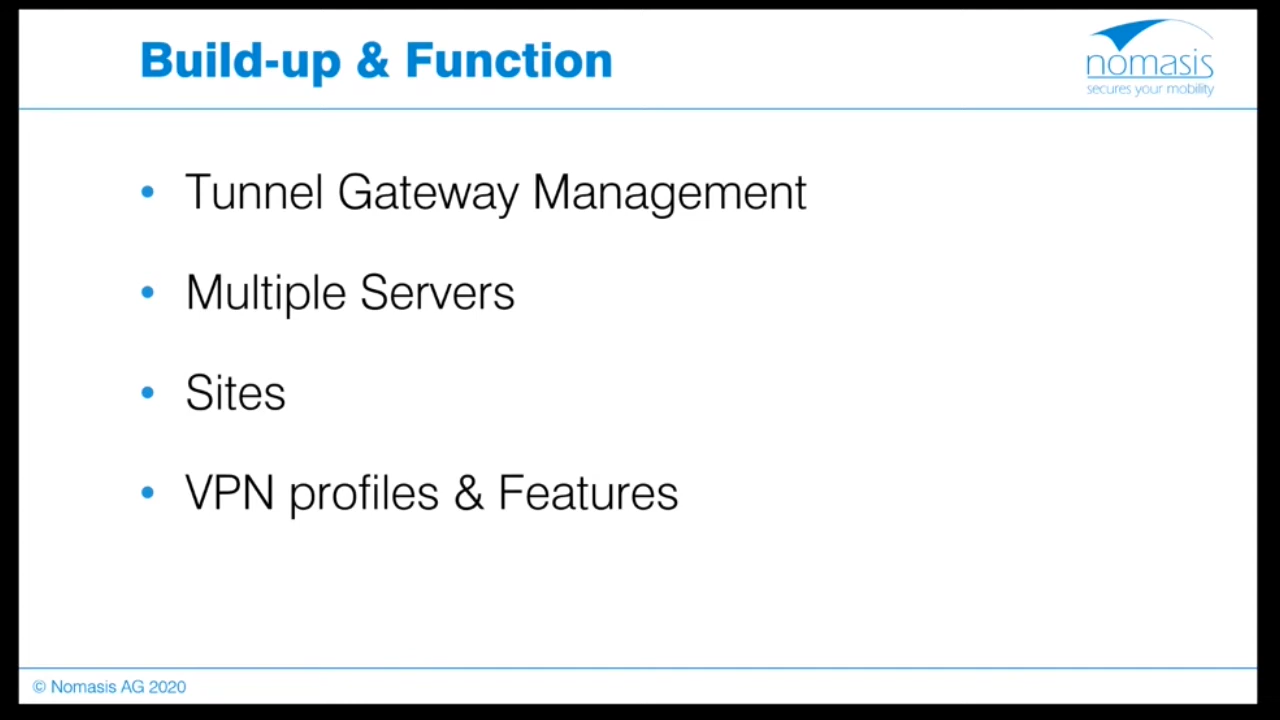 Build-up & Function
nomasis
secures your mobility
• Tunnel Gateway Management
• Multiple Servers
• Sites
• VPN profiles & Features
© Nomasis AG 2020